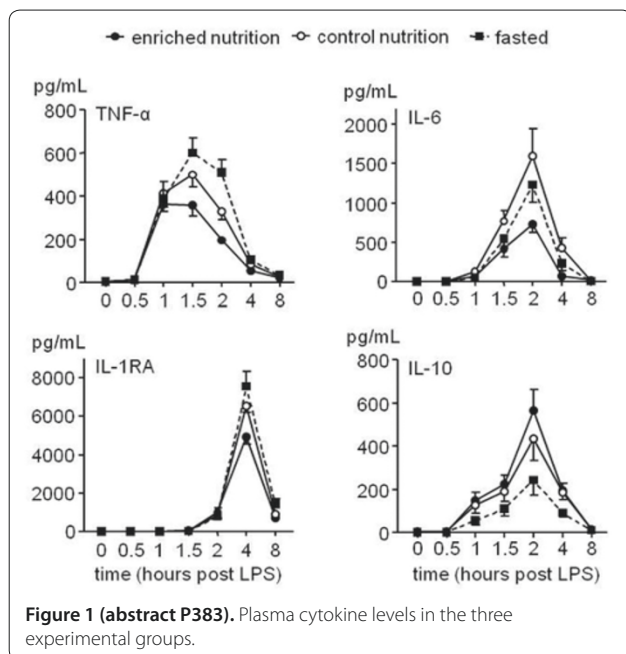 enriched nutrition control nutrition fasted
pg/mL
TNF-α
800
600
400
200
0
0 0.5 1 1.5 2 4 8
pg/mL
IL-6
2000
1500
1000
500
0
0 0.5 1 1.5 2 4 8
pg/mL
IL-1RA
8000
6000
4000
2000
0
0 0.5 1 1.5 2 4 8
time (hours post LPS)
pg/mL
IL-10
800
600
400
200
0
0 0.5 1 1.5 2 4 8
time (hours post LPS)
Figure 1 (abstract P383). Plasma cytokine levels in the three
experimental groups.